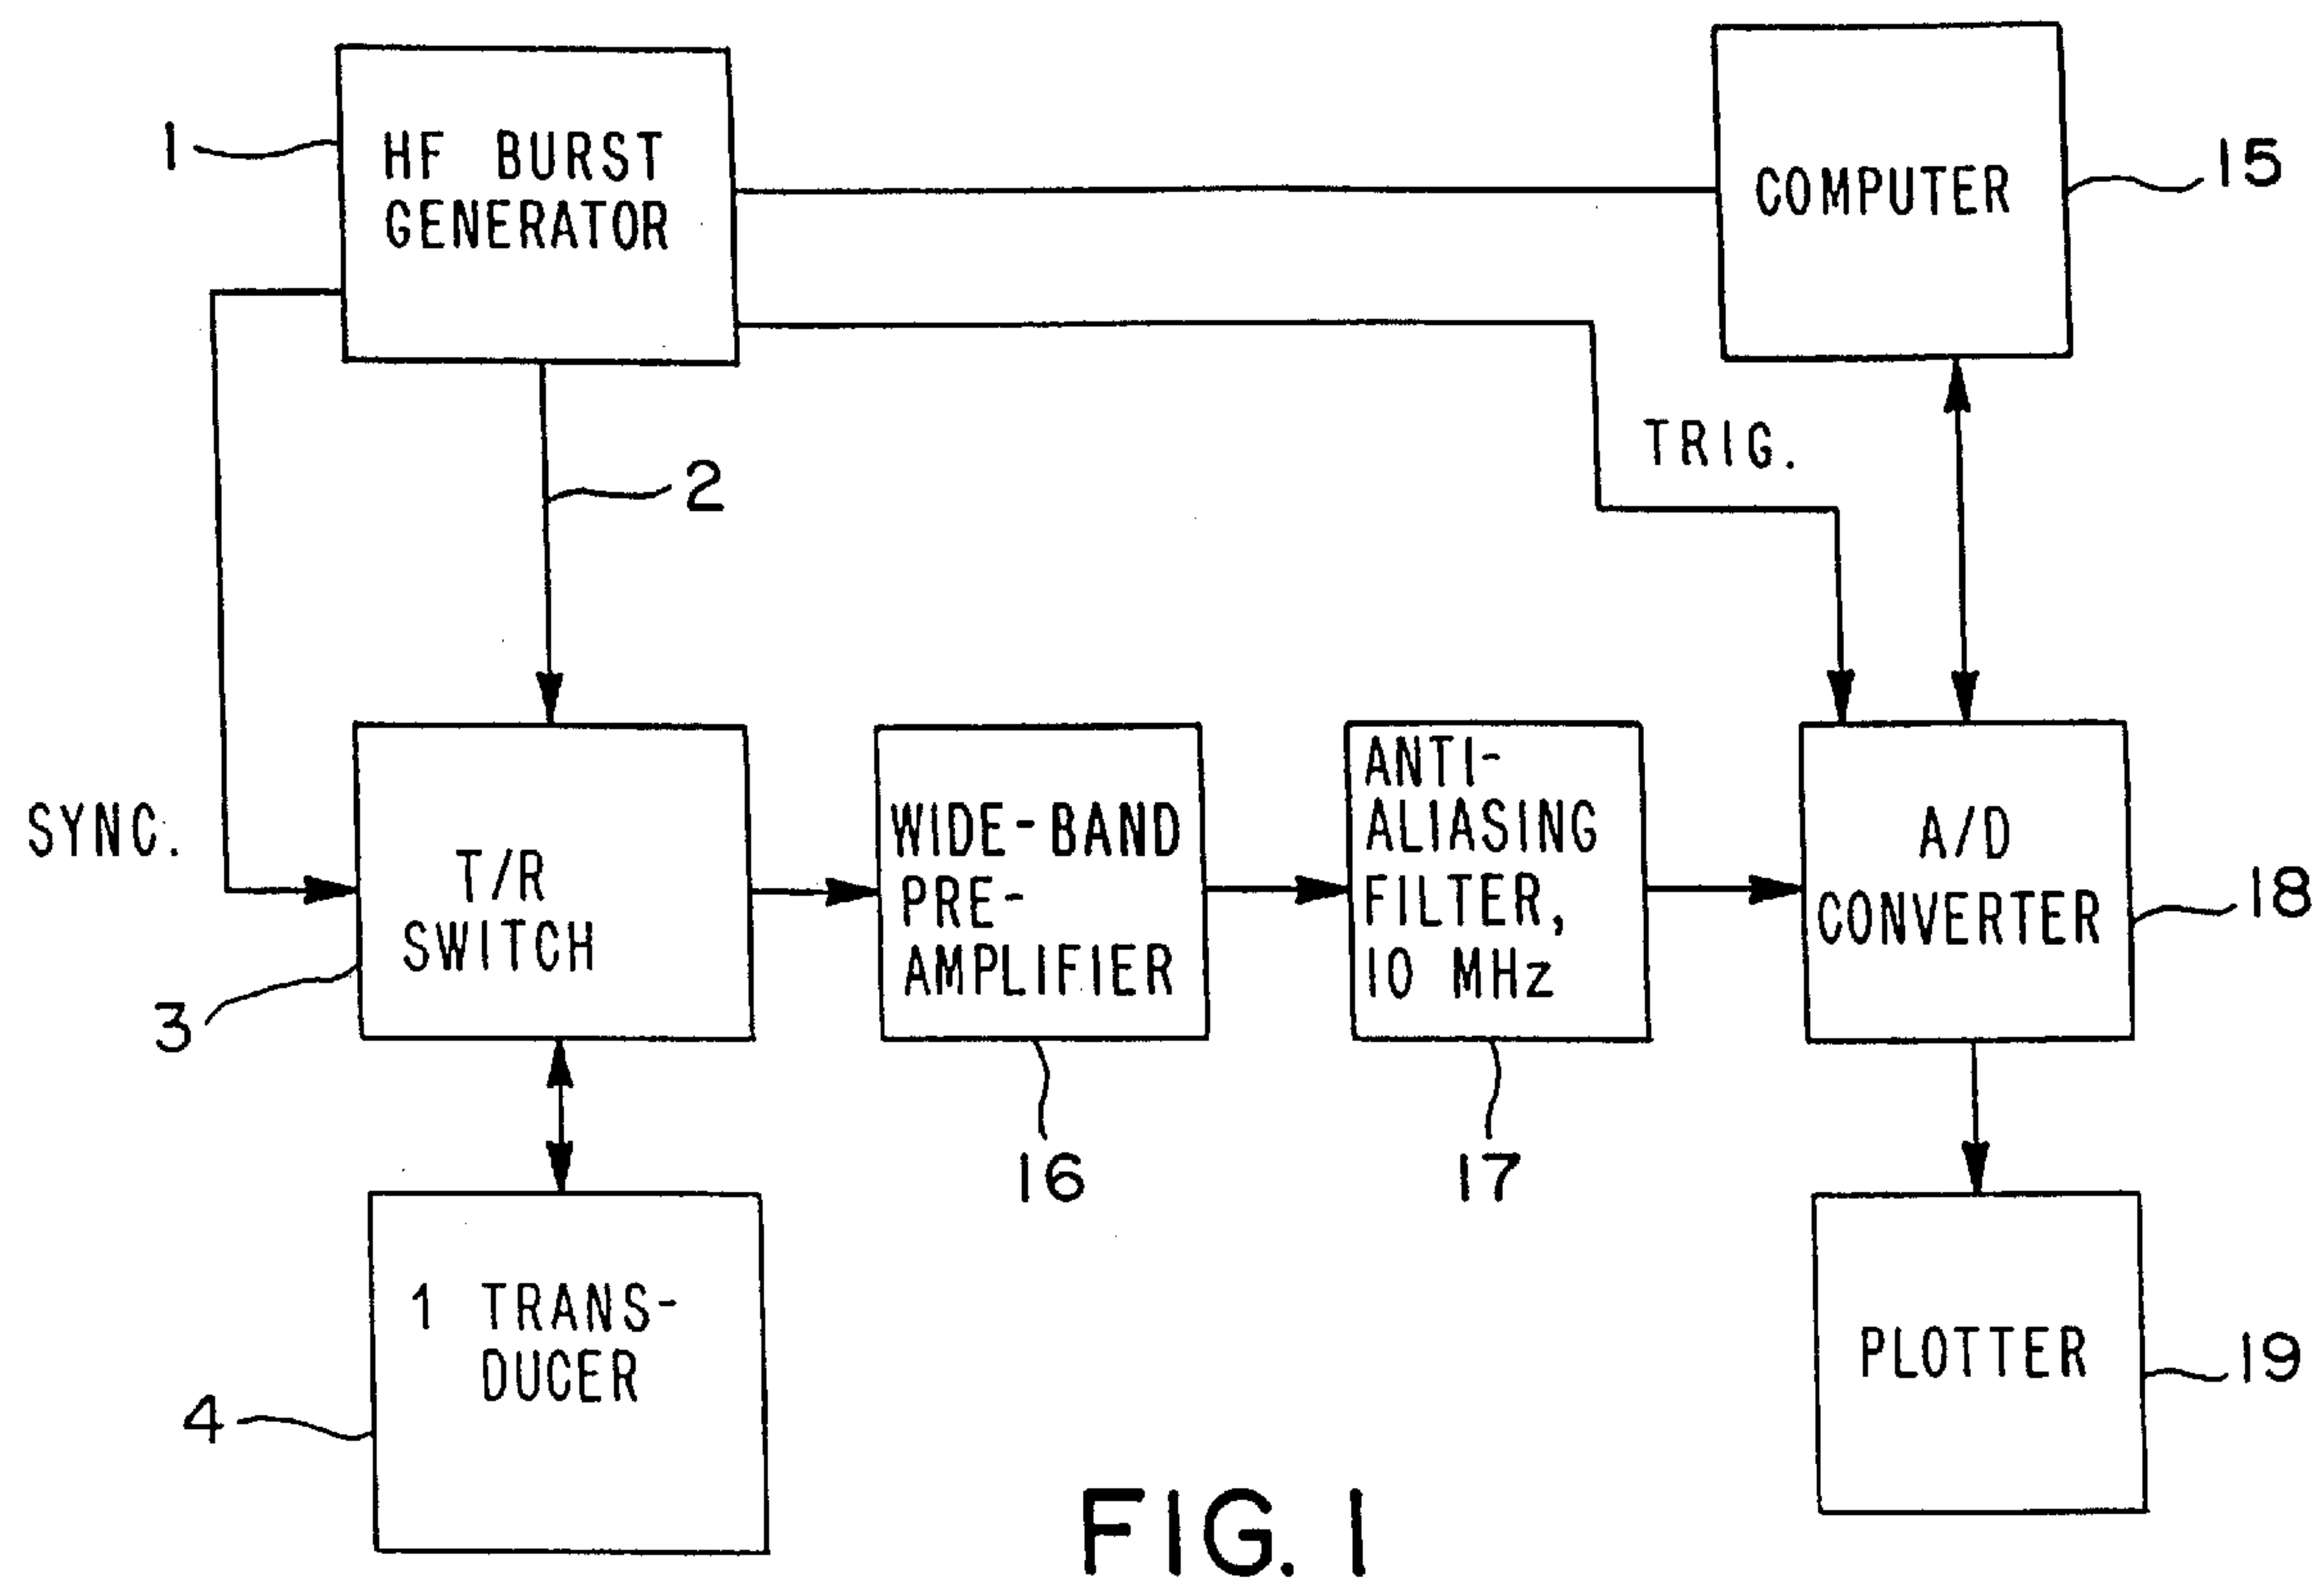 1
HF BURST
GENERATOR
COMPUTER
15
2
TRIG.
SYNC.
T/R
SWITCH
3
WIDE-BAND
PRE-
AMPLIFIER
16
ANTI-
ALIASING
FILTER,
10 MHz
17
A/D
CONVERTER
18
1 TRANS-
DUCER
4
PLOTTER
19
FIG. 1